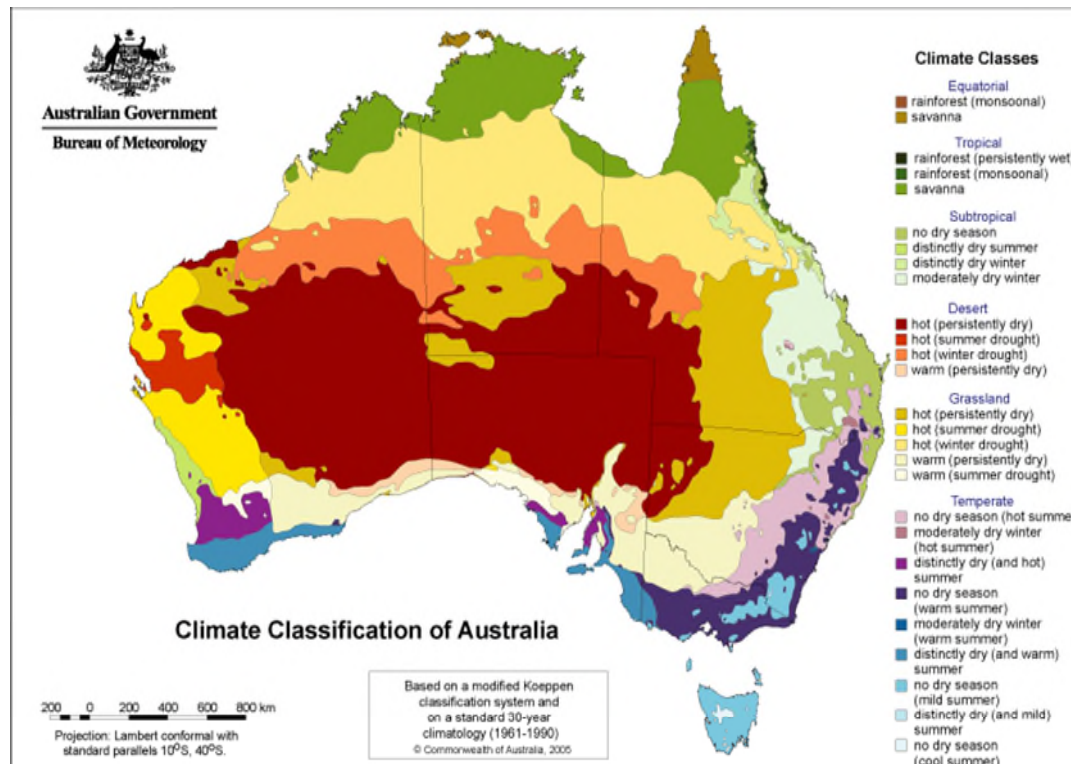 Australian Government
Bureau of Meteorology
Climate Classes
Equatorial
rainforest (monsoonal)
savanna
Tropical
rainforest (persistently wet)
rainforest (monsoonal)
savanna
Subtropical
no dry season
distinctly dry summer
distinctly dry winter
moderately dry winter
Desert
hot (persistently dry)
hot (summer drought)
hot (winter drought)
warm (persistently dry)
Grassland
hot (persistently dry)
hot (summer drought)
hot (winter drought)
warm (persistently dry)
warm (summer drought)
Temperate
no dry season (hot summe
moderately dry winter
(hot summer)
distinctly dry (and hot)
summer
no dry season
(warm summer)
moderately dry winter
(warm summer)
distinctly dry (and warm)
summer
no dry season
(mild summer)
distinctly dry (and mild)
summer
no dry season
(cool summer)
Climate Classification of Australia
Based on a modified Koeppen
classification system and
on a standard 30-year
climatology (1961-1990)
© Commonwealth of Australia, 2005
200 0 200 400 600 800 km
Projection: Lambert conformal with
standard parallels 10°S, 40°S.